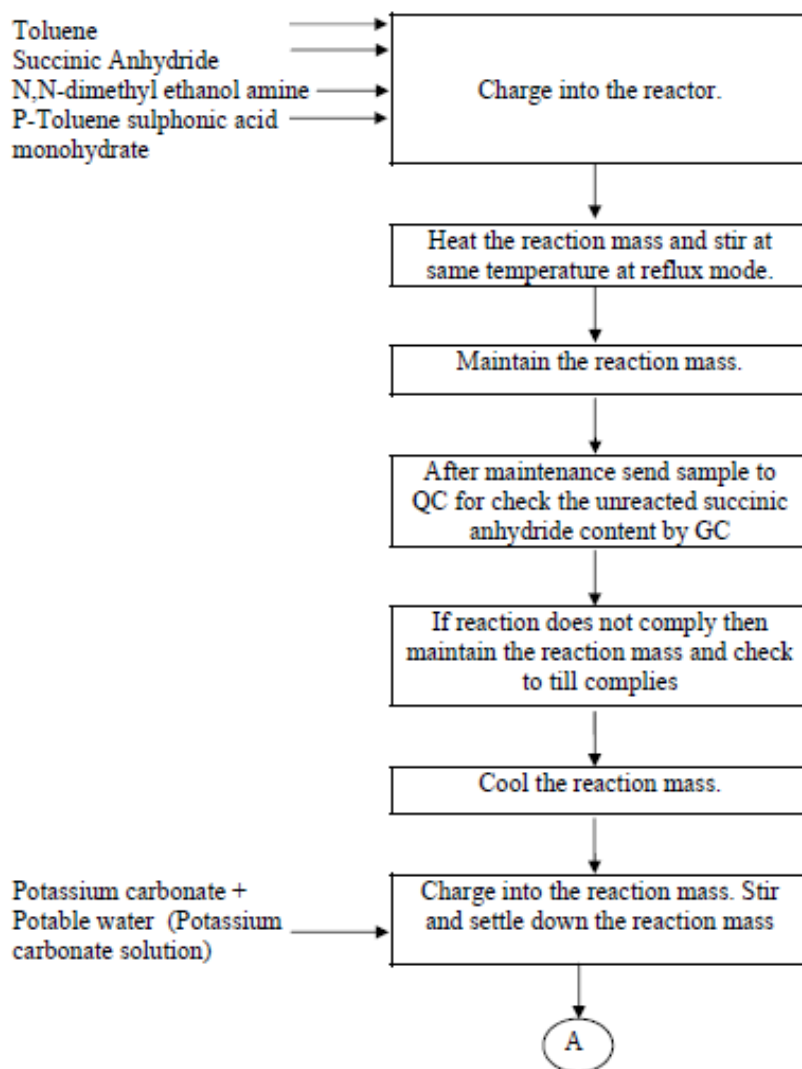 Toluene
Succinic Anhydride
N,N-dimethyl ethanol amine
P-Toluene sulphonic acid
monohydrate
Charge into the reactor.
Heat the reaction mass and stir at
same temperature at reflux mode.
Maintain the reaction mass.
After maintenance send sample to
QC for check the unreacted succinic
anhydride content by GC
If reaction does not comply then
maintain the reaction mass and check
to till complies
Cool the reaction mass.
Potassium carbonate +
Potable water (Potassium
carbonate solution)
Charge into the reaction mass. Stir
and settle down the reaction mass
A